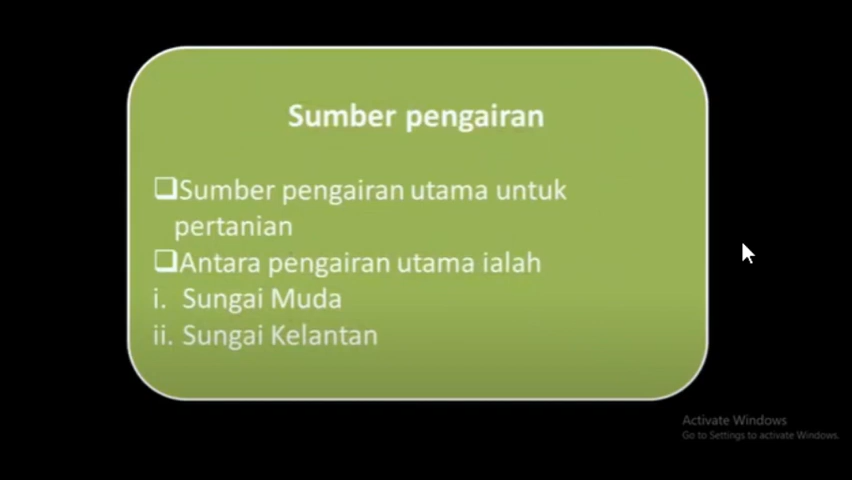 Sumber pengairan
❑Sumber pengairan utama untuk
pertanian
❑Antara pengairan utama ialah
i. Sungai Muda
ii. Sungai Kelantan
Activate Windows
Go to Settings to activate Windows.